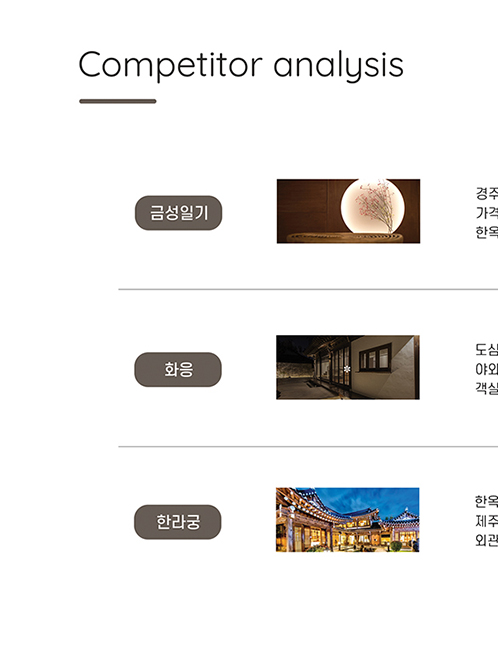 Competitor analysis
금성일기
경주
가격
한옥
화응
도심
야외
객실
한라궁
한옥
제주
외관